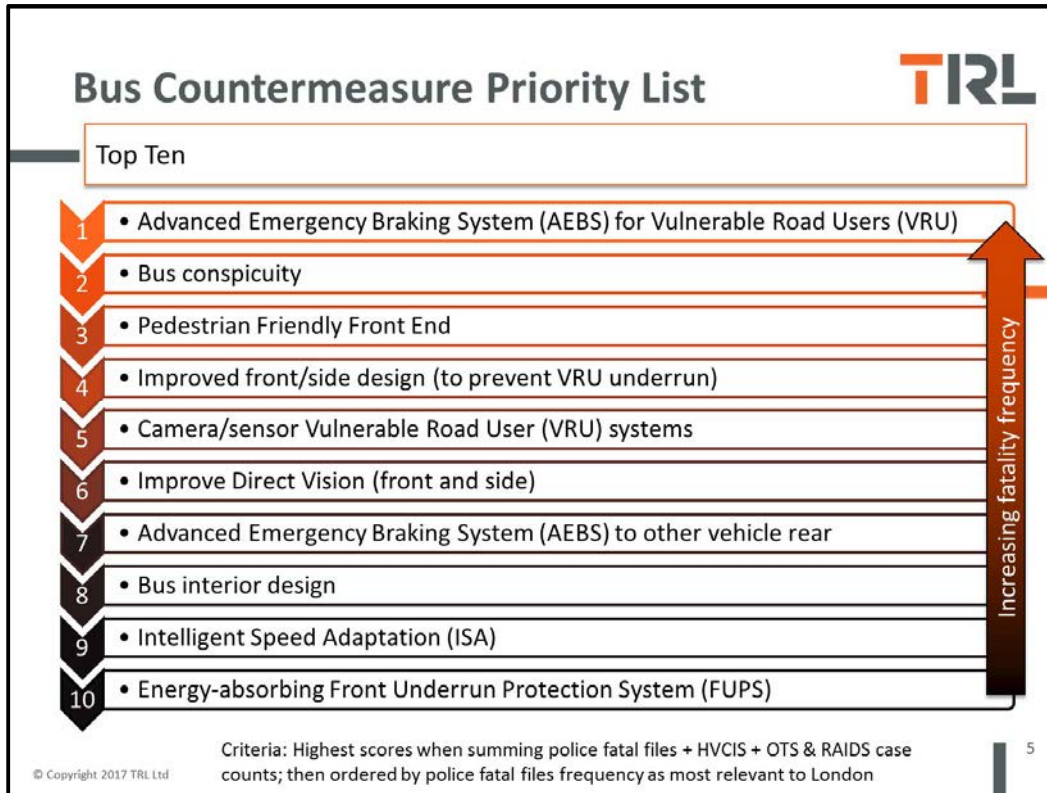 Bus Countermeasure Priority List
TRL
Top Ten
1 • Advanced Emergency Braking System (AEBS) for Vulnerable Road Users (VRU)
2 • Bus conspicuity
3 • Pedestrian Friendly Front End
4 • Improved front/side design (to prevent VRU underrun)
5 • Camera/sensor Vulnerable Road User (VRU) systems
6 • Improve Direct Vision (front and side)
7 • Advanced Emergency Braking System (AEBS) to other vehicle rear
8 • Bus interior design
9 • Intelligent Speed Adaptation (ISA)
10 • Energy-absorbing Front Underrun Protection System (FUPS)
Increasing fatality frequency
Criteria: Highest scores when summing police fatal files + HVCIS + OTS & RAIDS case
counts; then ordered by police fatal files frequency as most relevant to London
© Copyright 2017 TRL Ltd
5